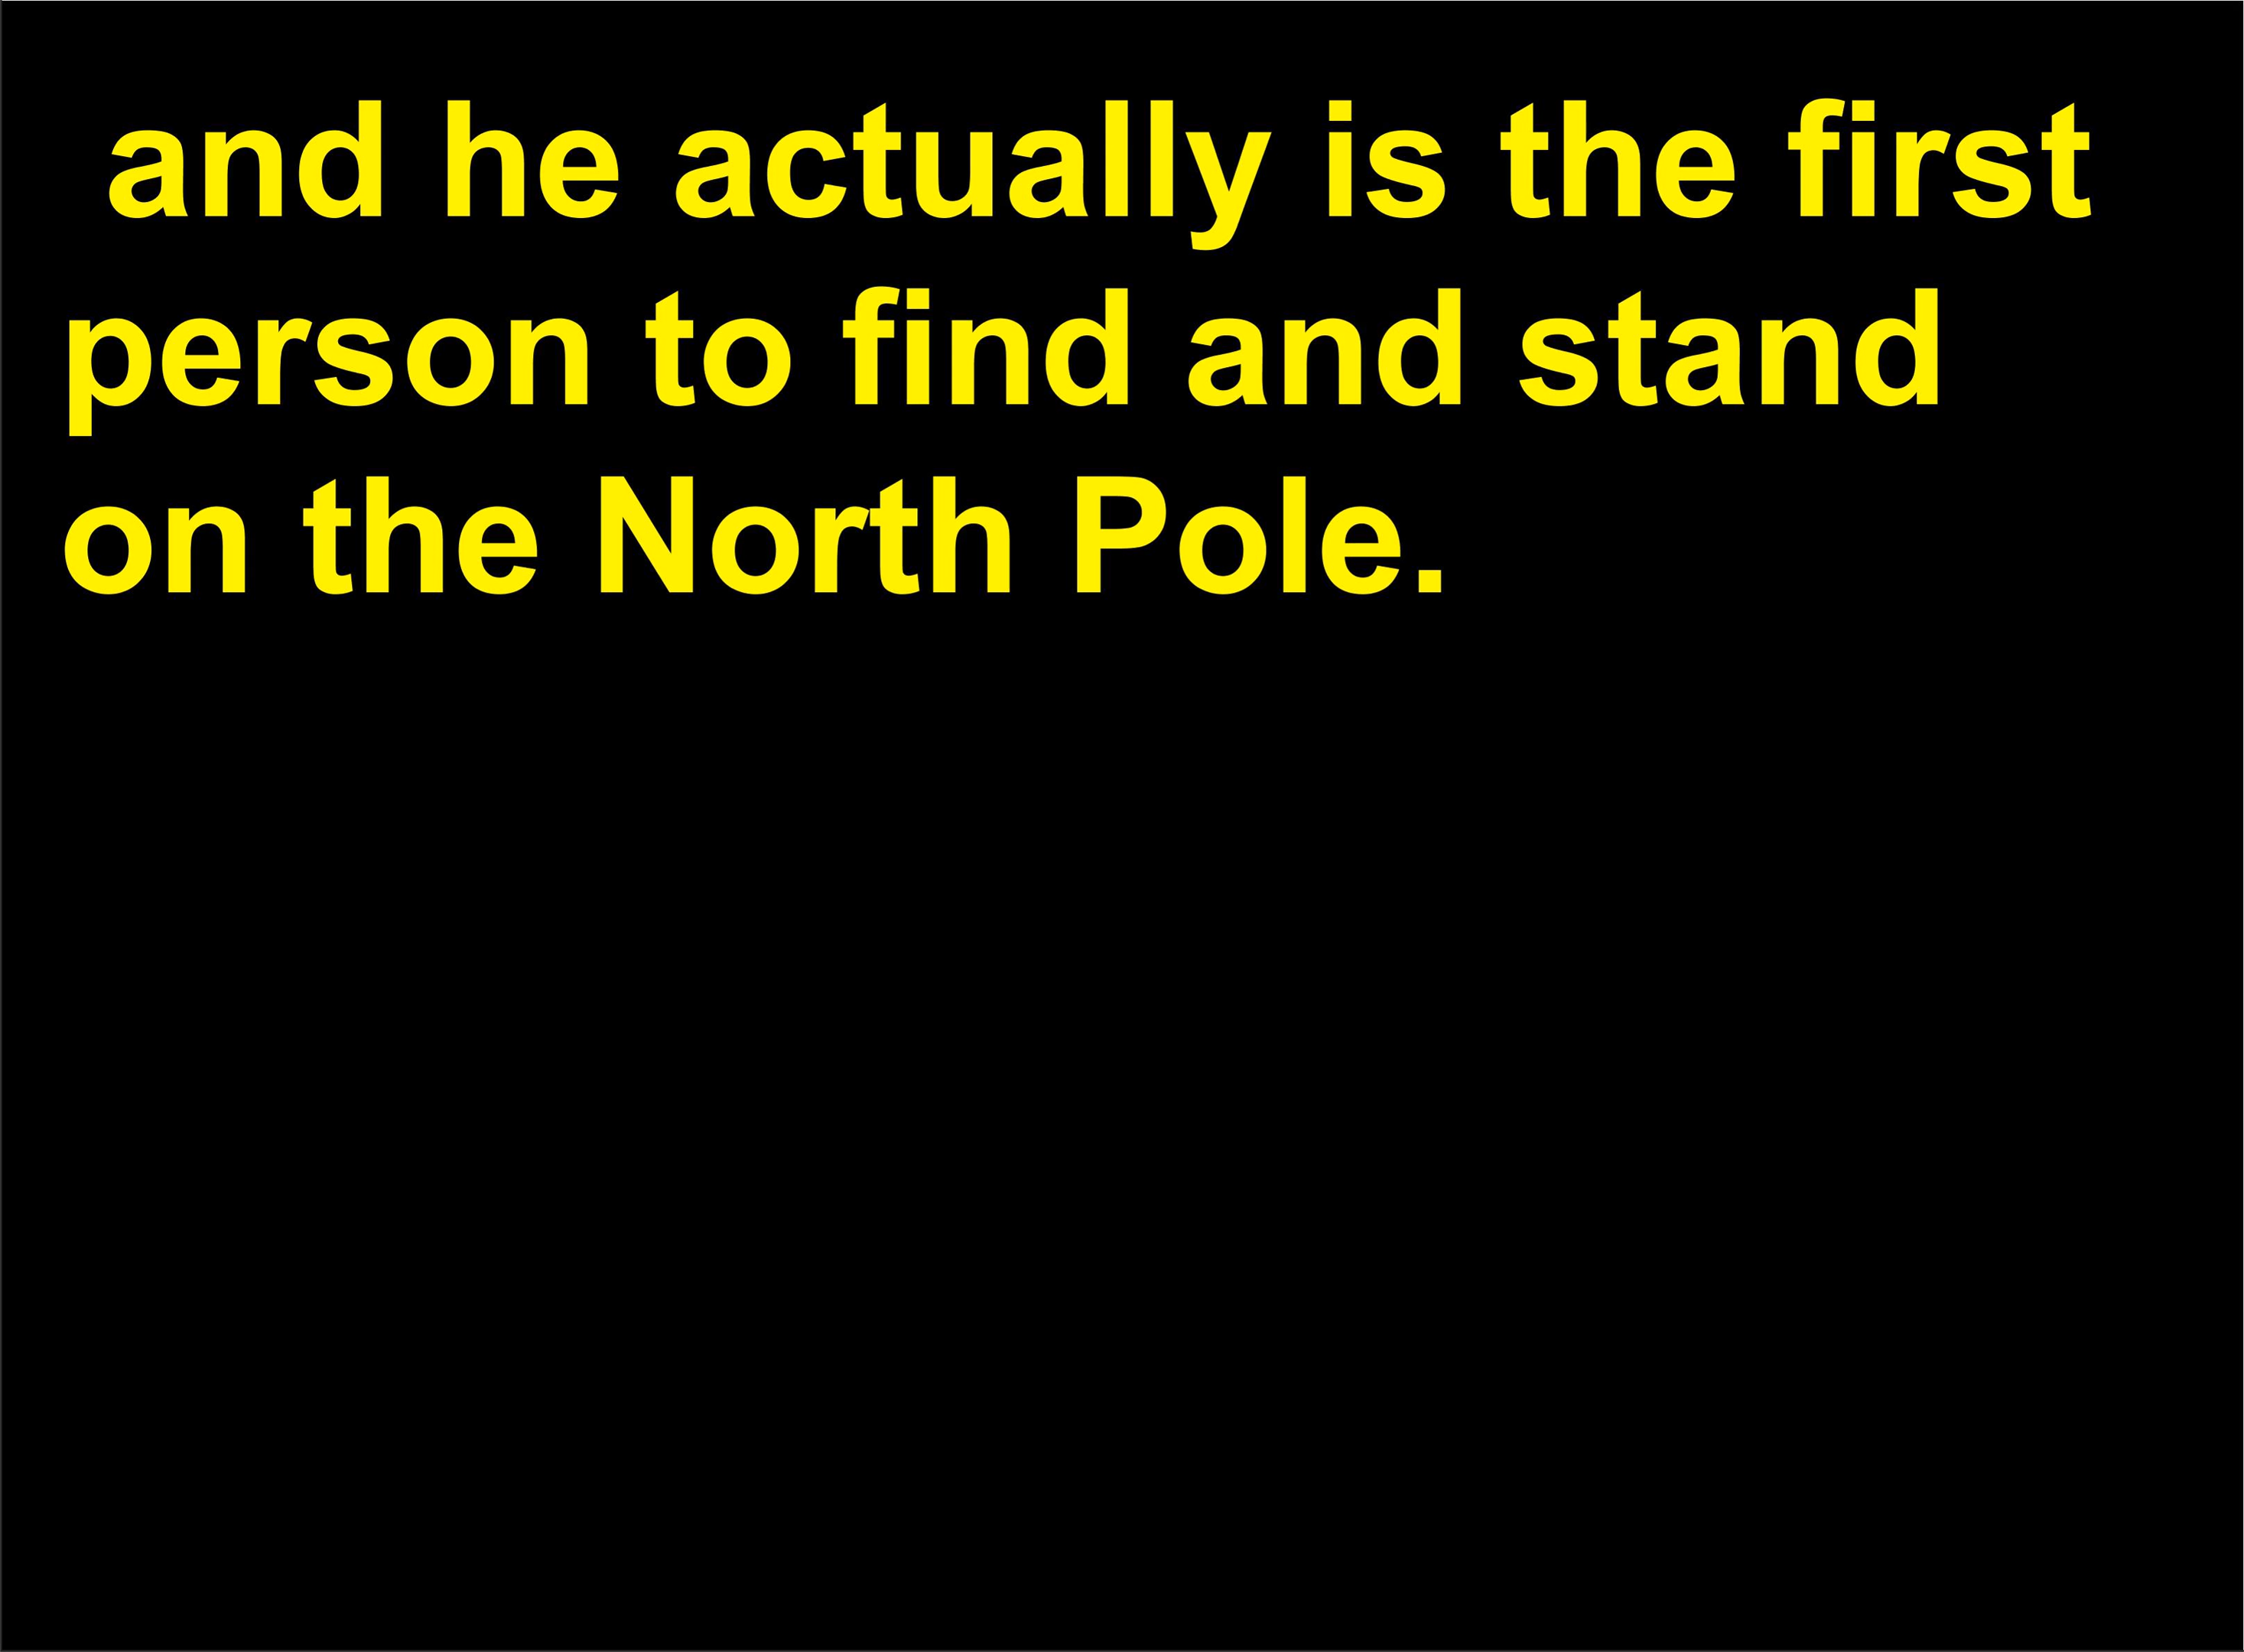 and he actually is the first
person to find and stand
on the North Pole.